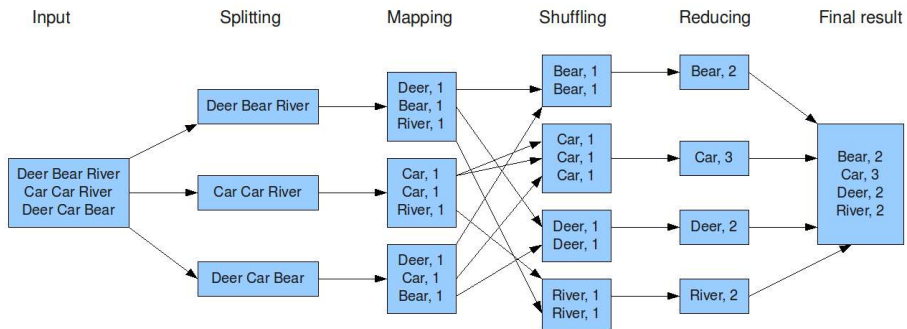 Input
Splitting
Mapping
Shuffling
Reducing
Final result
Deer Bear River
Car Car River
Deer Car Bear
Deer Bear River
Car Car River
Deer Car Bear
Deer, 1
Bear, 1
River, 1
Car, 1
Car, 1
River, 1
Deer, 1
Car, 1
Bear, 1
Bear, 1
Bear, 1
Car, 1
Car, 1
Car, 1
Deer, 1
Deer, 1
River, 1
River, 1
Bear, 2
Car, 3
Deer, 2
River, 2
Bear, 2
Car, 3
Deer, 2
River, 2